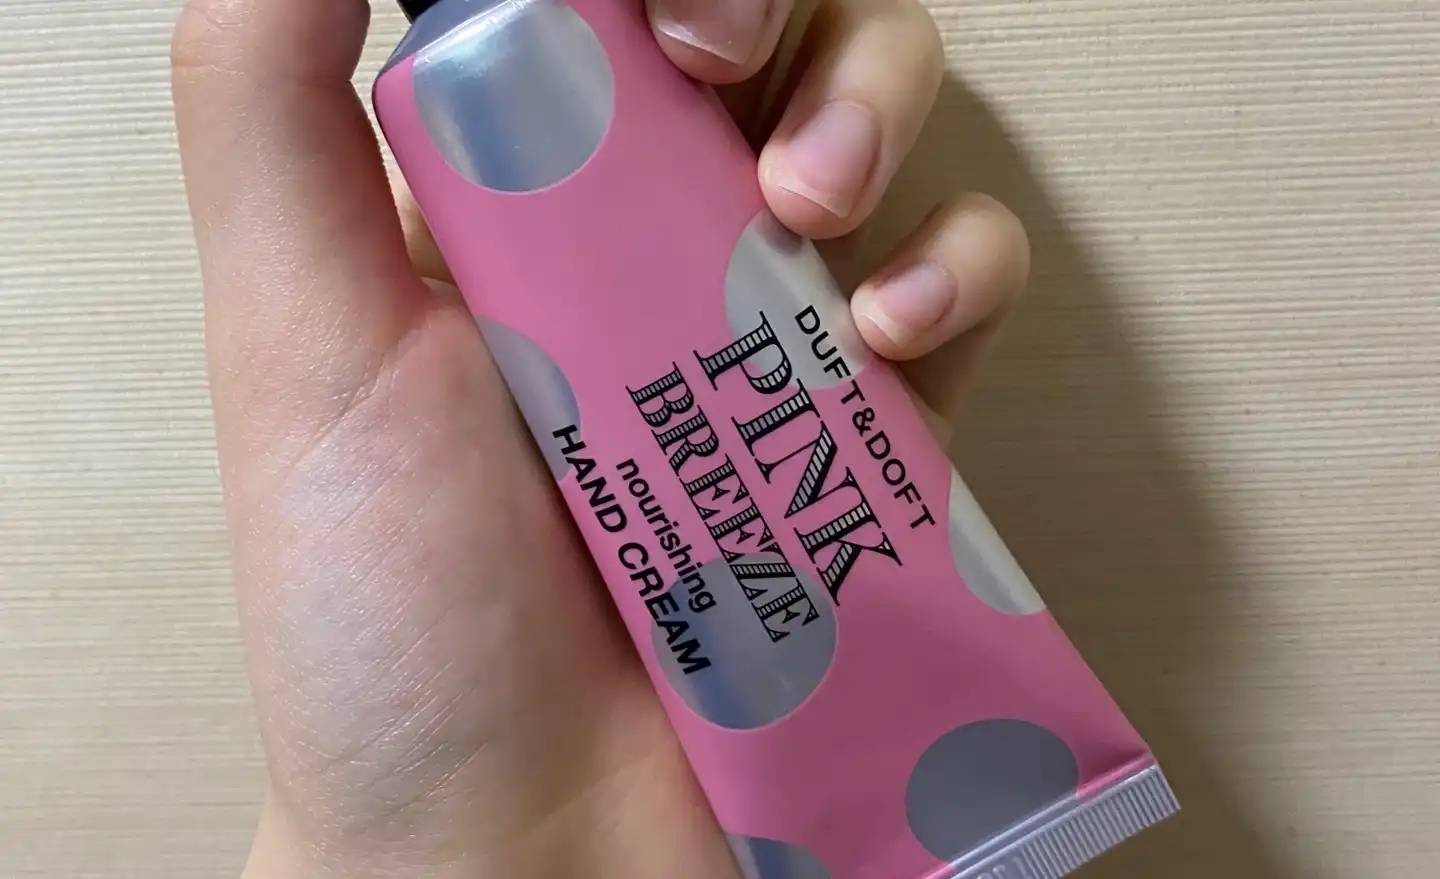 DUFT&DOFT
PINK
BREEZE
nourishing
HAND CREAM